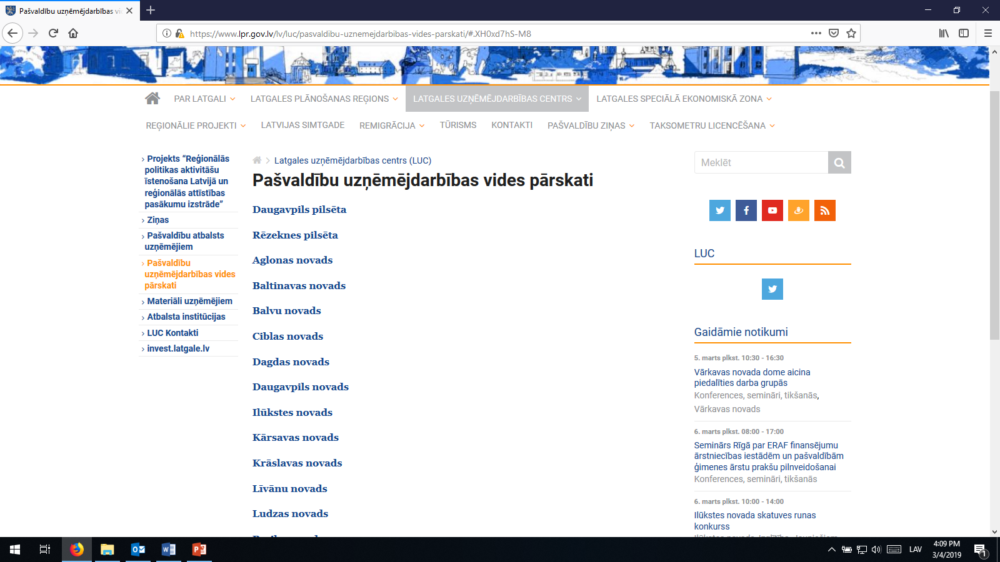 Pašvaldību uzņēmējdarbības vi
https://www.lpr.gov.lv/lv/luc/pasvaldibu-uznemejdarbibas-vides-parskati/#.XH0xd7hS-M8
PAR LATGALI
LATGALES PLĀNOŠANAS REĢIONS
LATGALES UZŅĒMĒJDARBĪBAS CENTRS
LATGALES SPECIĀLĀ EKONOMISKĀ ZONA
REĢIONĀLIE PROJEKTI
LATVIJAS SIMTGADE
REMIGRĀCIJA
TŪRISMS
KONTAKTI
PAŠVALDĪBU ZIŅAS
TAKSOMETRU LICENCĒŠANA
Projekts “Reģionālās
politikas aktivitāšu
īstenošana Latvijā un
reģionālās attīstības
pasākumu izstrāde”
Ziņas
Pašvaldību atbalsts
uzņēmējiem
Pašvaldību
uzņēmējdarbības vides
pārskati
Materiāli uzņēmējiem
Atbalsta institūcijas
LUC Kontakti
invest.latgale.lv
Latgales uzņēmējdarbības centrs (LUC)
Pašvaldību uzņēmējdarbības vides pārskati
Daugavpils pilsēta
Rēzeknes pilsēta
Aglonas novads
Baltinavas novads
Balvu novads
Ciblas novads
Dagdas novads
Daugavpils novads
Ilūkstes novads
Kārsavas novads
Krāslavas novads
Līvānu novads
Ludzas novads
Meklēt
LUC
Gaidāmie notikumi
5. marts plkst. 10:30 - 16:30
Vārkavas novada dome aicina
piedalīties darba grupās
Konferences, semināri, tikšanās,
Vārkavas novads
6. marts plkst. 08:00 - 17:00
Seminārs Rīgā par ERAF finansējumu
ārstniecības iestādēm un pašvaldībām
ģimenes ārstu prakšu pilnveidošanai
Konferences, semināri, tikšanās
6. marts plkst. 10:00 - 14:00
Ilūkstes novada skatuves runas
konkurss
LAV
4:09 PM
3/4/2019
1